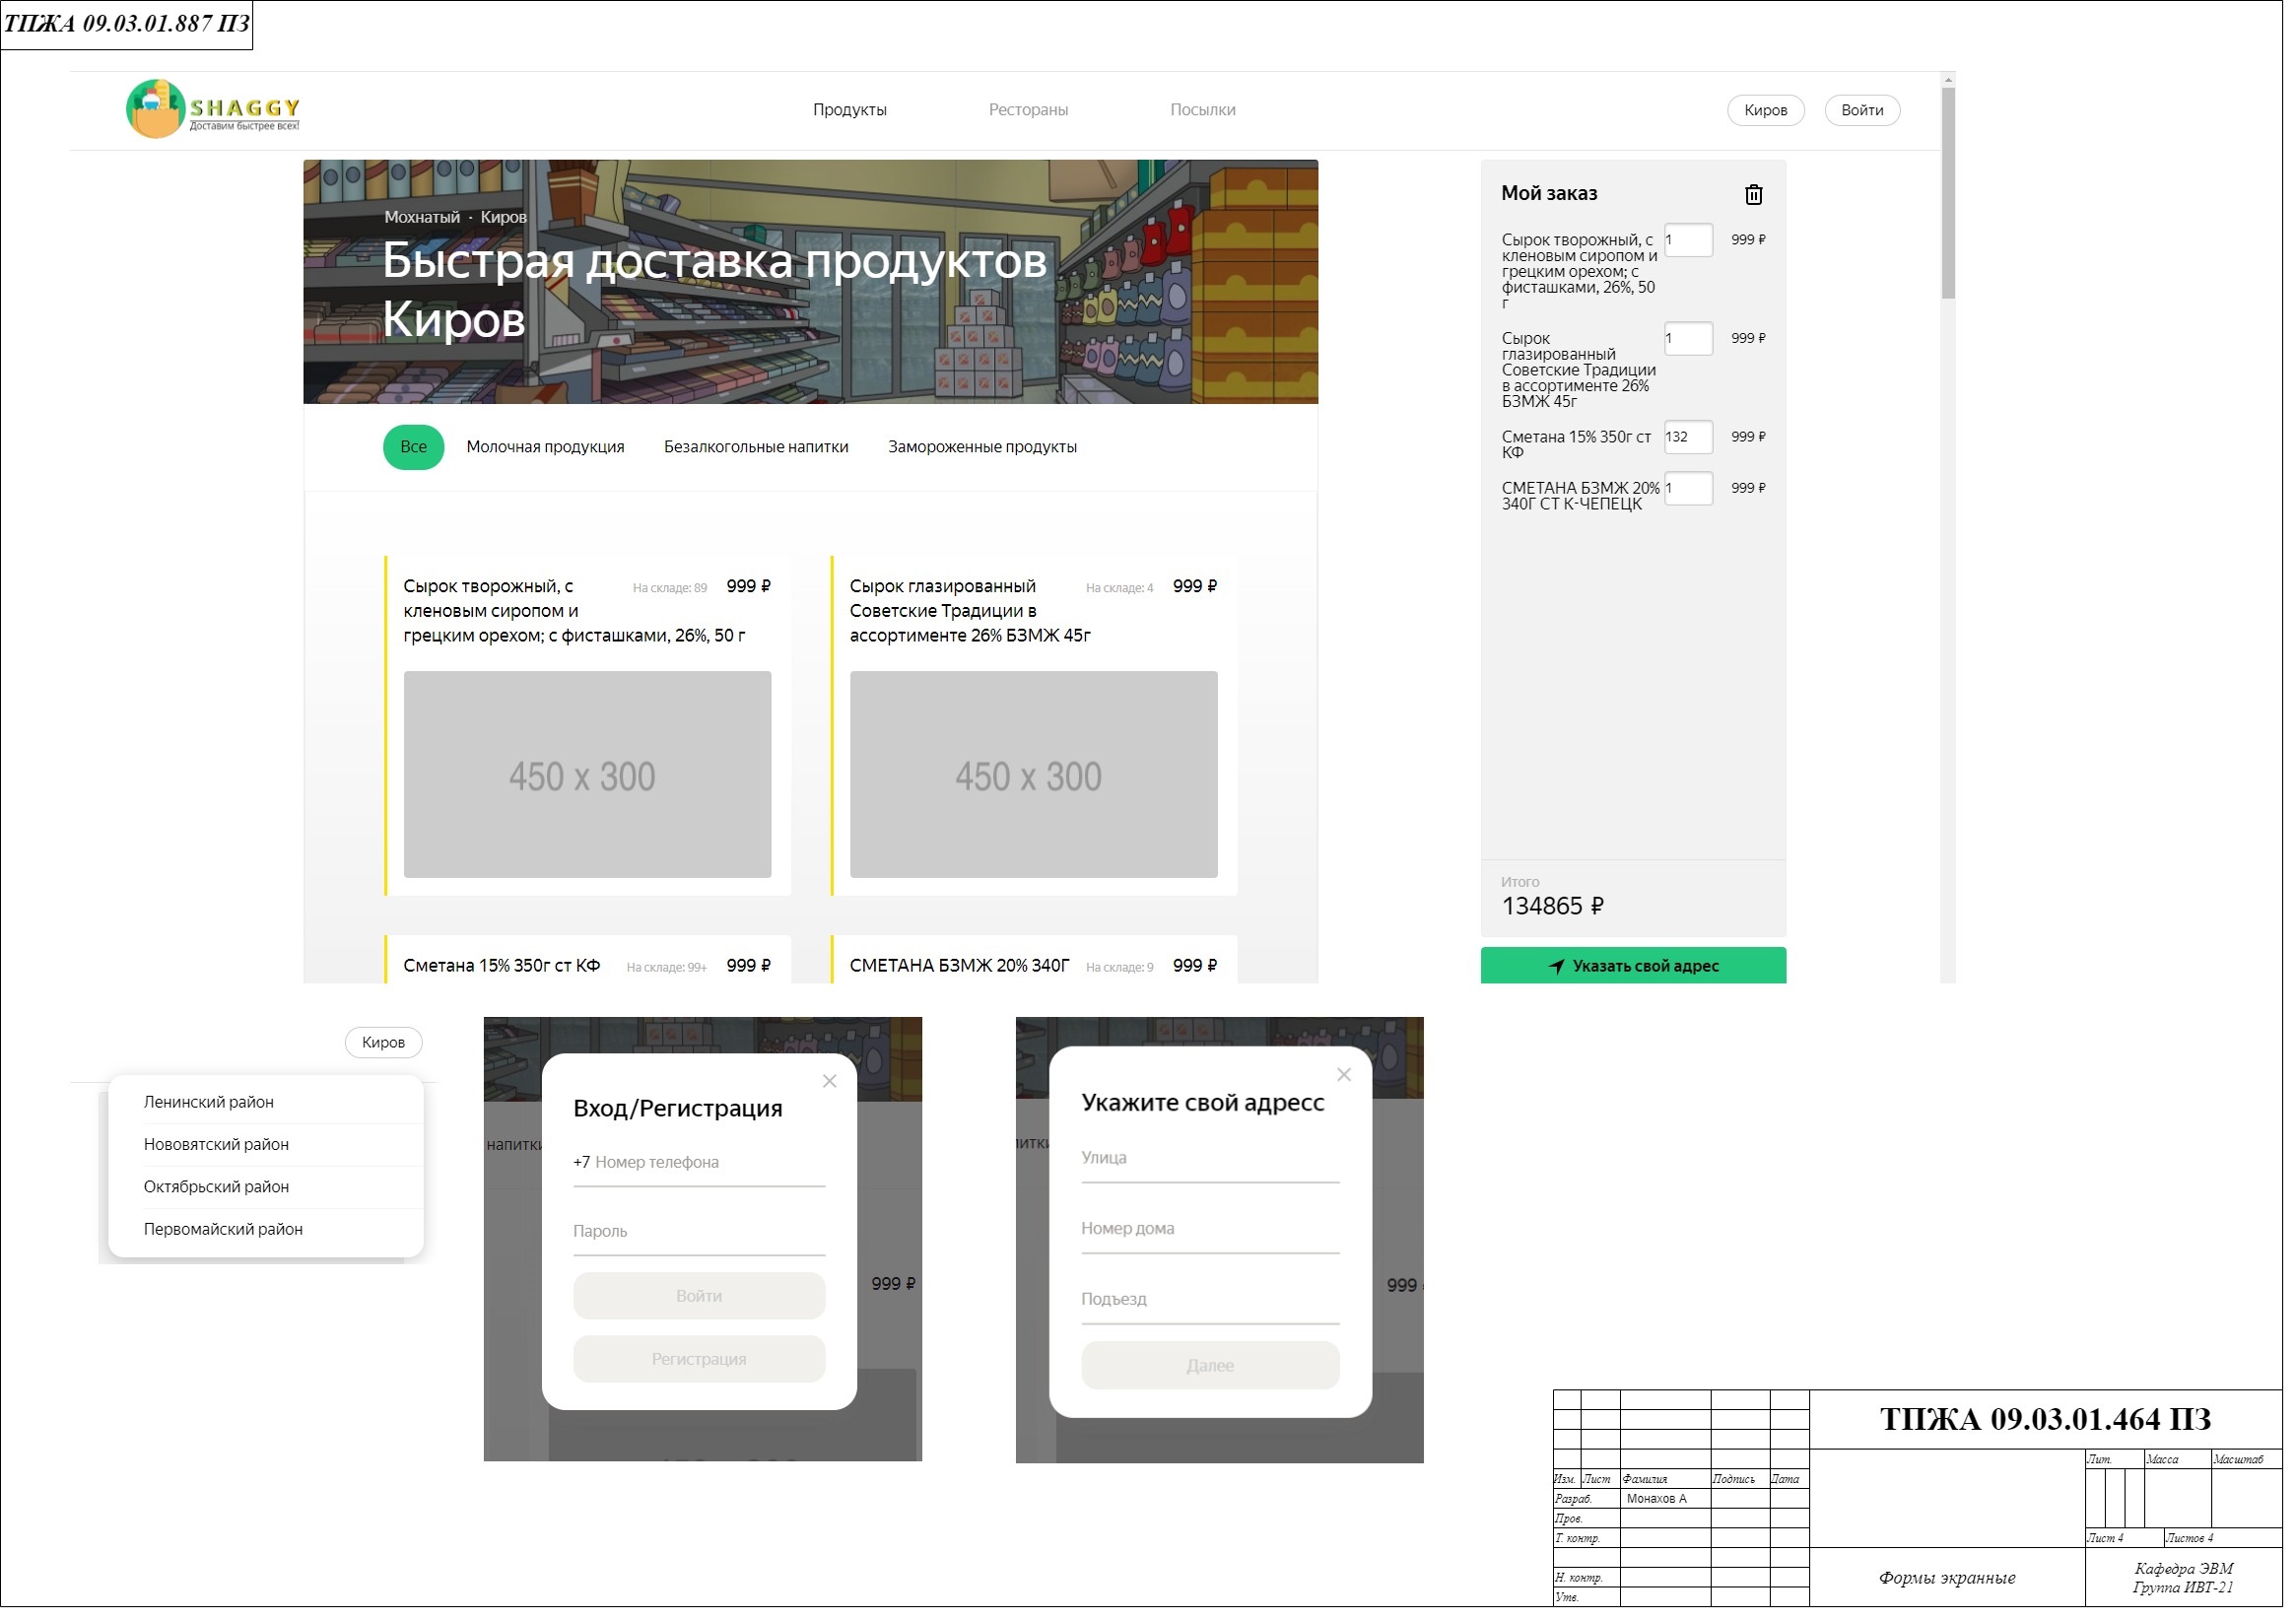 ТПЖА 09.03.01.887 ПЗ
SHAGGY
Доставим быстрее всех!
Продукты
Рестораны
Посылки
Киров
Войти
Мохнатый · Киров
Быстрая доставка продуктов
Киров
Все
Молочная продукция
Безалкогольные напитки
Замороженные продукты
Сырок творожный, с
кленовым сиропом и
грецким орехом; с фисташками, 26%, 50 г
На складе: 89
999 ₽
450 x 300
Сырок глазированный
Советские Традиции в
ассортименте 26% БЗМЖ 45г
На складе: 4
999 ₽
450 x 300
Сметана 15% 350г ст КФ
На складе: 99+
999 ₽
СМЕТАНА БЗМЖ 20% 340Г
На складе: 9
999 ₽
Мой заказ
Сырок творожный, с
кленовым сиропом и
грецким орехом; с
фисташками, 26%, 50
г
1
999 ₽
Сырок
глазированный
Советские Традиции
в ассортименте 26%
БЗМЖ 45г
1
999 ₽
Сметана 15% 350г ст
КФ
132
999 ₽
СМЕТАНА БЗМЖ 20%
340Г СТ К-ЧЕПЕЦК
1
999 ₽
Итого
134865 ₽
Указать свой адрес
Киров
Ленинский район
Нововятский район
Октябрьский район
Первомайский район
напитки
Вход/Регистрация
+7 Номер телефона
Пароль
Войти
Регистрация
999 ₽
Укажите свой адресс
Улица
Номер дома
Подъезд
Далее
999
ТПЖА 09.03.01.464 ПЗ
Лит.
Масса
Масштаб
Изм.
Лист
Фамилия
Подпись
Дата
Разраб.
Монахов А
Пров.
Т. контр.
Лист 4
Листов 4
Н. контр.
Утв.
Формы экранные
Кафедра ЭВМ
Группа ИВТ-21